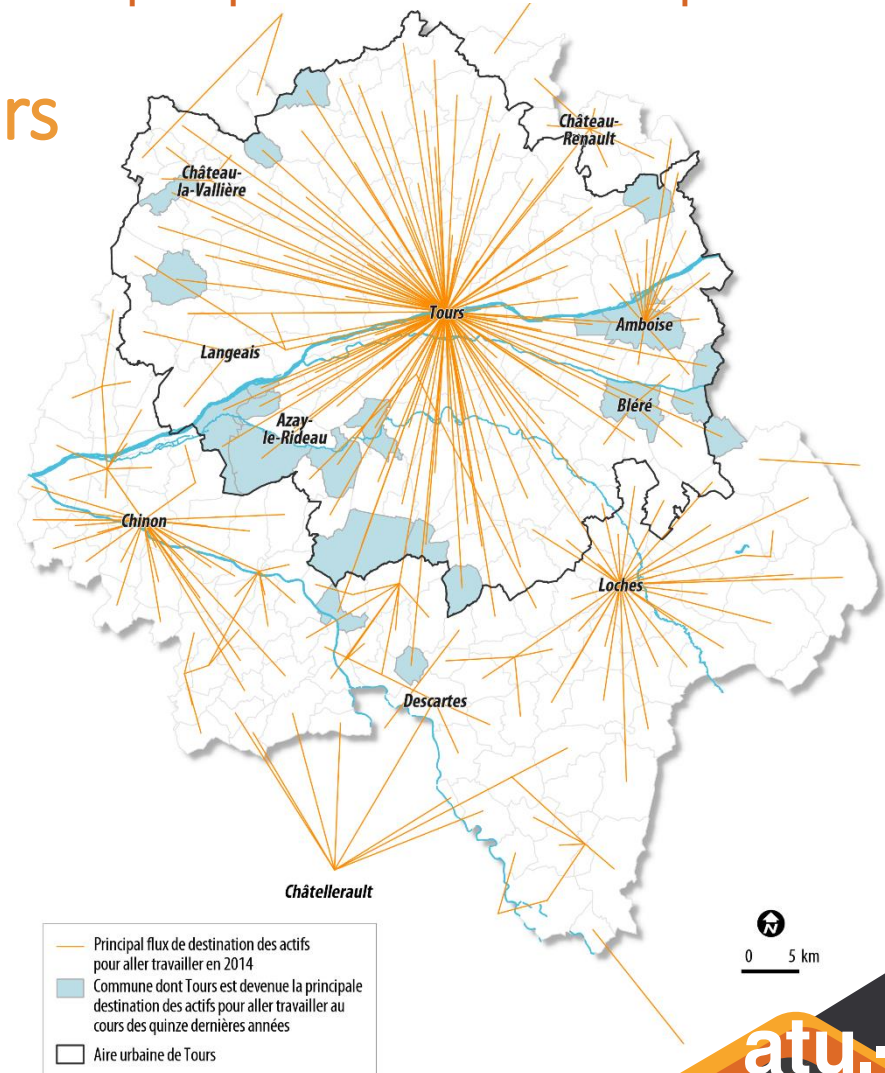 rs
Château-
Renault
Château-
la-Vallière
Tours
Amboise
Langeais
Bléré
Azay-
le-Rideau
Chinon
Loches
Descartes
Châtellerault
N
0 5 km
Principal flux de destination des actifs
pour aller travailler en 2014
Commune dont Tours est devenue la principale
destination des actifs pour aller travailler au
cours des quinze dernières années
Aire urbaine de Tours
atu.